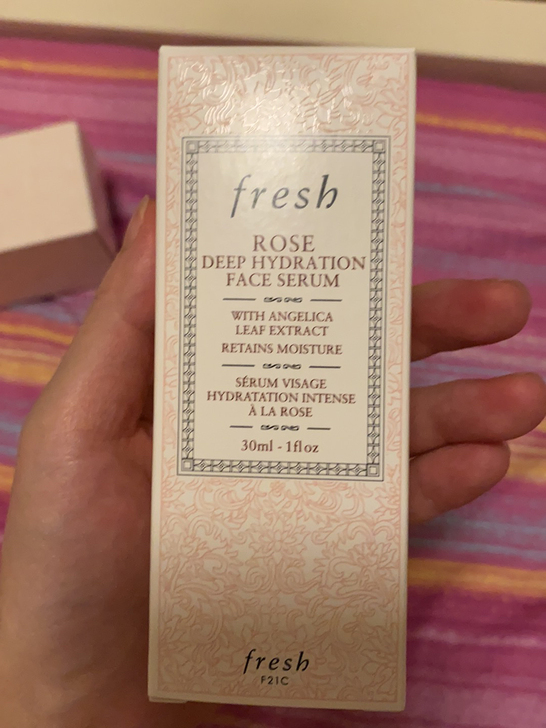 fresh
ROSE
DEEP HYDRATION
FACE SERUM
WITH ANGELICA
LEAF EXTRACT
RETAINS MOISTURE
SÉRUM VISAGE
HYDRATATION INTENSE
À LA ROSE
30ml - 1fl oz
fresh
F21C